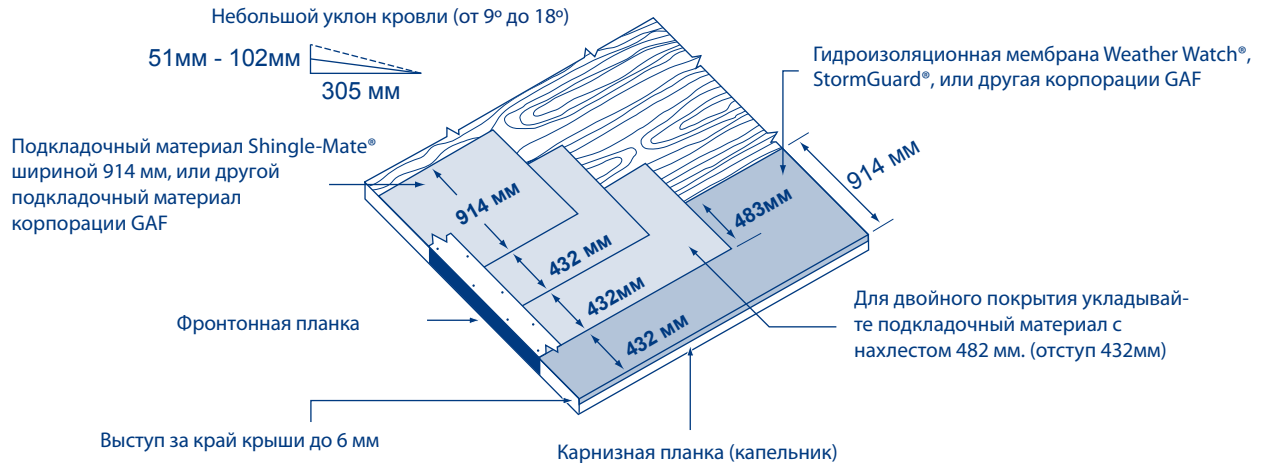 Небольшой уклон кровли (от 9º до 18º)
51мм - 102мм
305 мм
Гидроизоляционная мембрана Weather Watch®,
StormGuard®, или другая корпорации GAF
Подкладочный материал Shingle-Mate®
шириной 914 мм, или другой
подкладочный материал
корпорации GAF
914 мм
914 мм
483мм
432 мм
432мм
432 мм
Фронтонная планка
Для двойного покрытия укладывай-
те подкладочный материал с
нахлестом 482 мм. (отступ 432мм)
Выступ за край крыши до 6 мм
Карнизная планка (капельник)